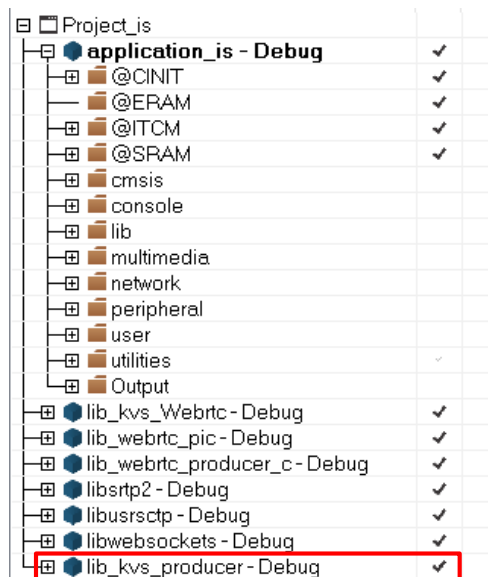 Project_is
application_is - Debug
@CINIT
@ERAM
@ITCM
@SRAM
cmsis
console
lib
multimedia
network
peripheral
user
utilities
Output
lib_kvs_Webrtc - Debug
lib_webrtc_pic - Debug
lib_webrtc_producer_c - Debug
libsrtp2 - Debug
libusrsctp - Debug
libwebsockets - Debug
lib_kvs_producer - Debug